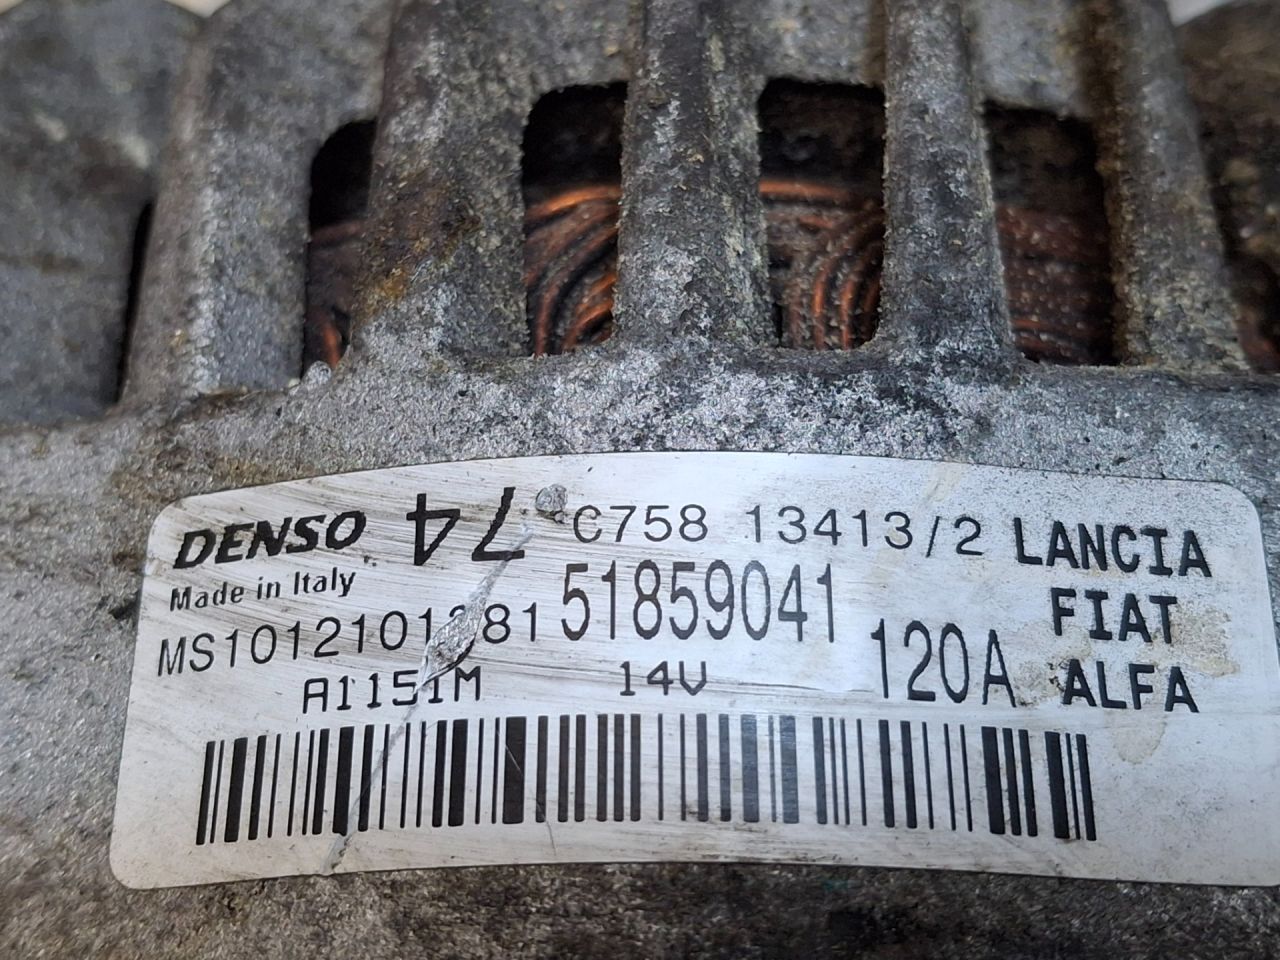 DENSO 74 C758 13413/2 LANCIA
Made in Italy 51859041 FIAT
120A ALFA
A1151M 14V